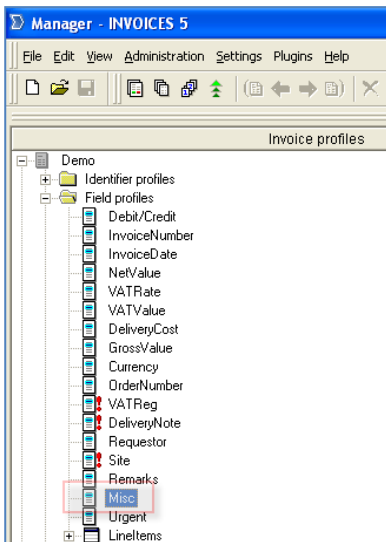 Manager - INVOICES 5
File Edit View Administration Settings Plugins Help
Invoice profiles
Demo
Identifier profiles
Field profiles
Debit/Credit
InvoiceNumber
InvoiceDate
NetValue
VATRate
VATValue
DeliveryCost
GrossValue
Currency
OrderNumber
VATReg
DeliveryNote
Requestor
Site
Remarks
Misc
Urgent
LineItems